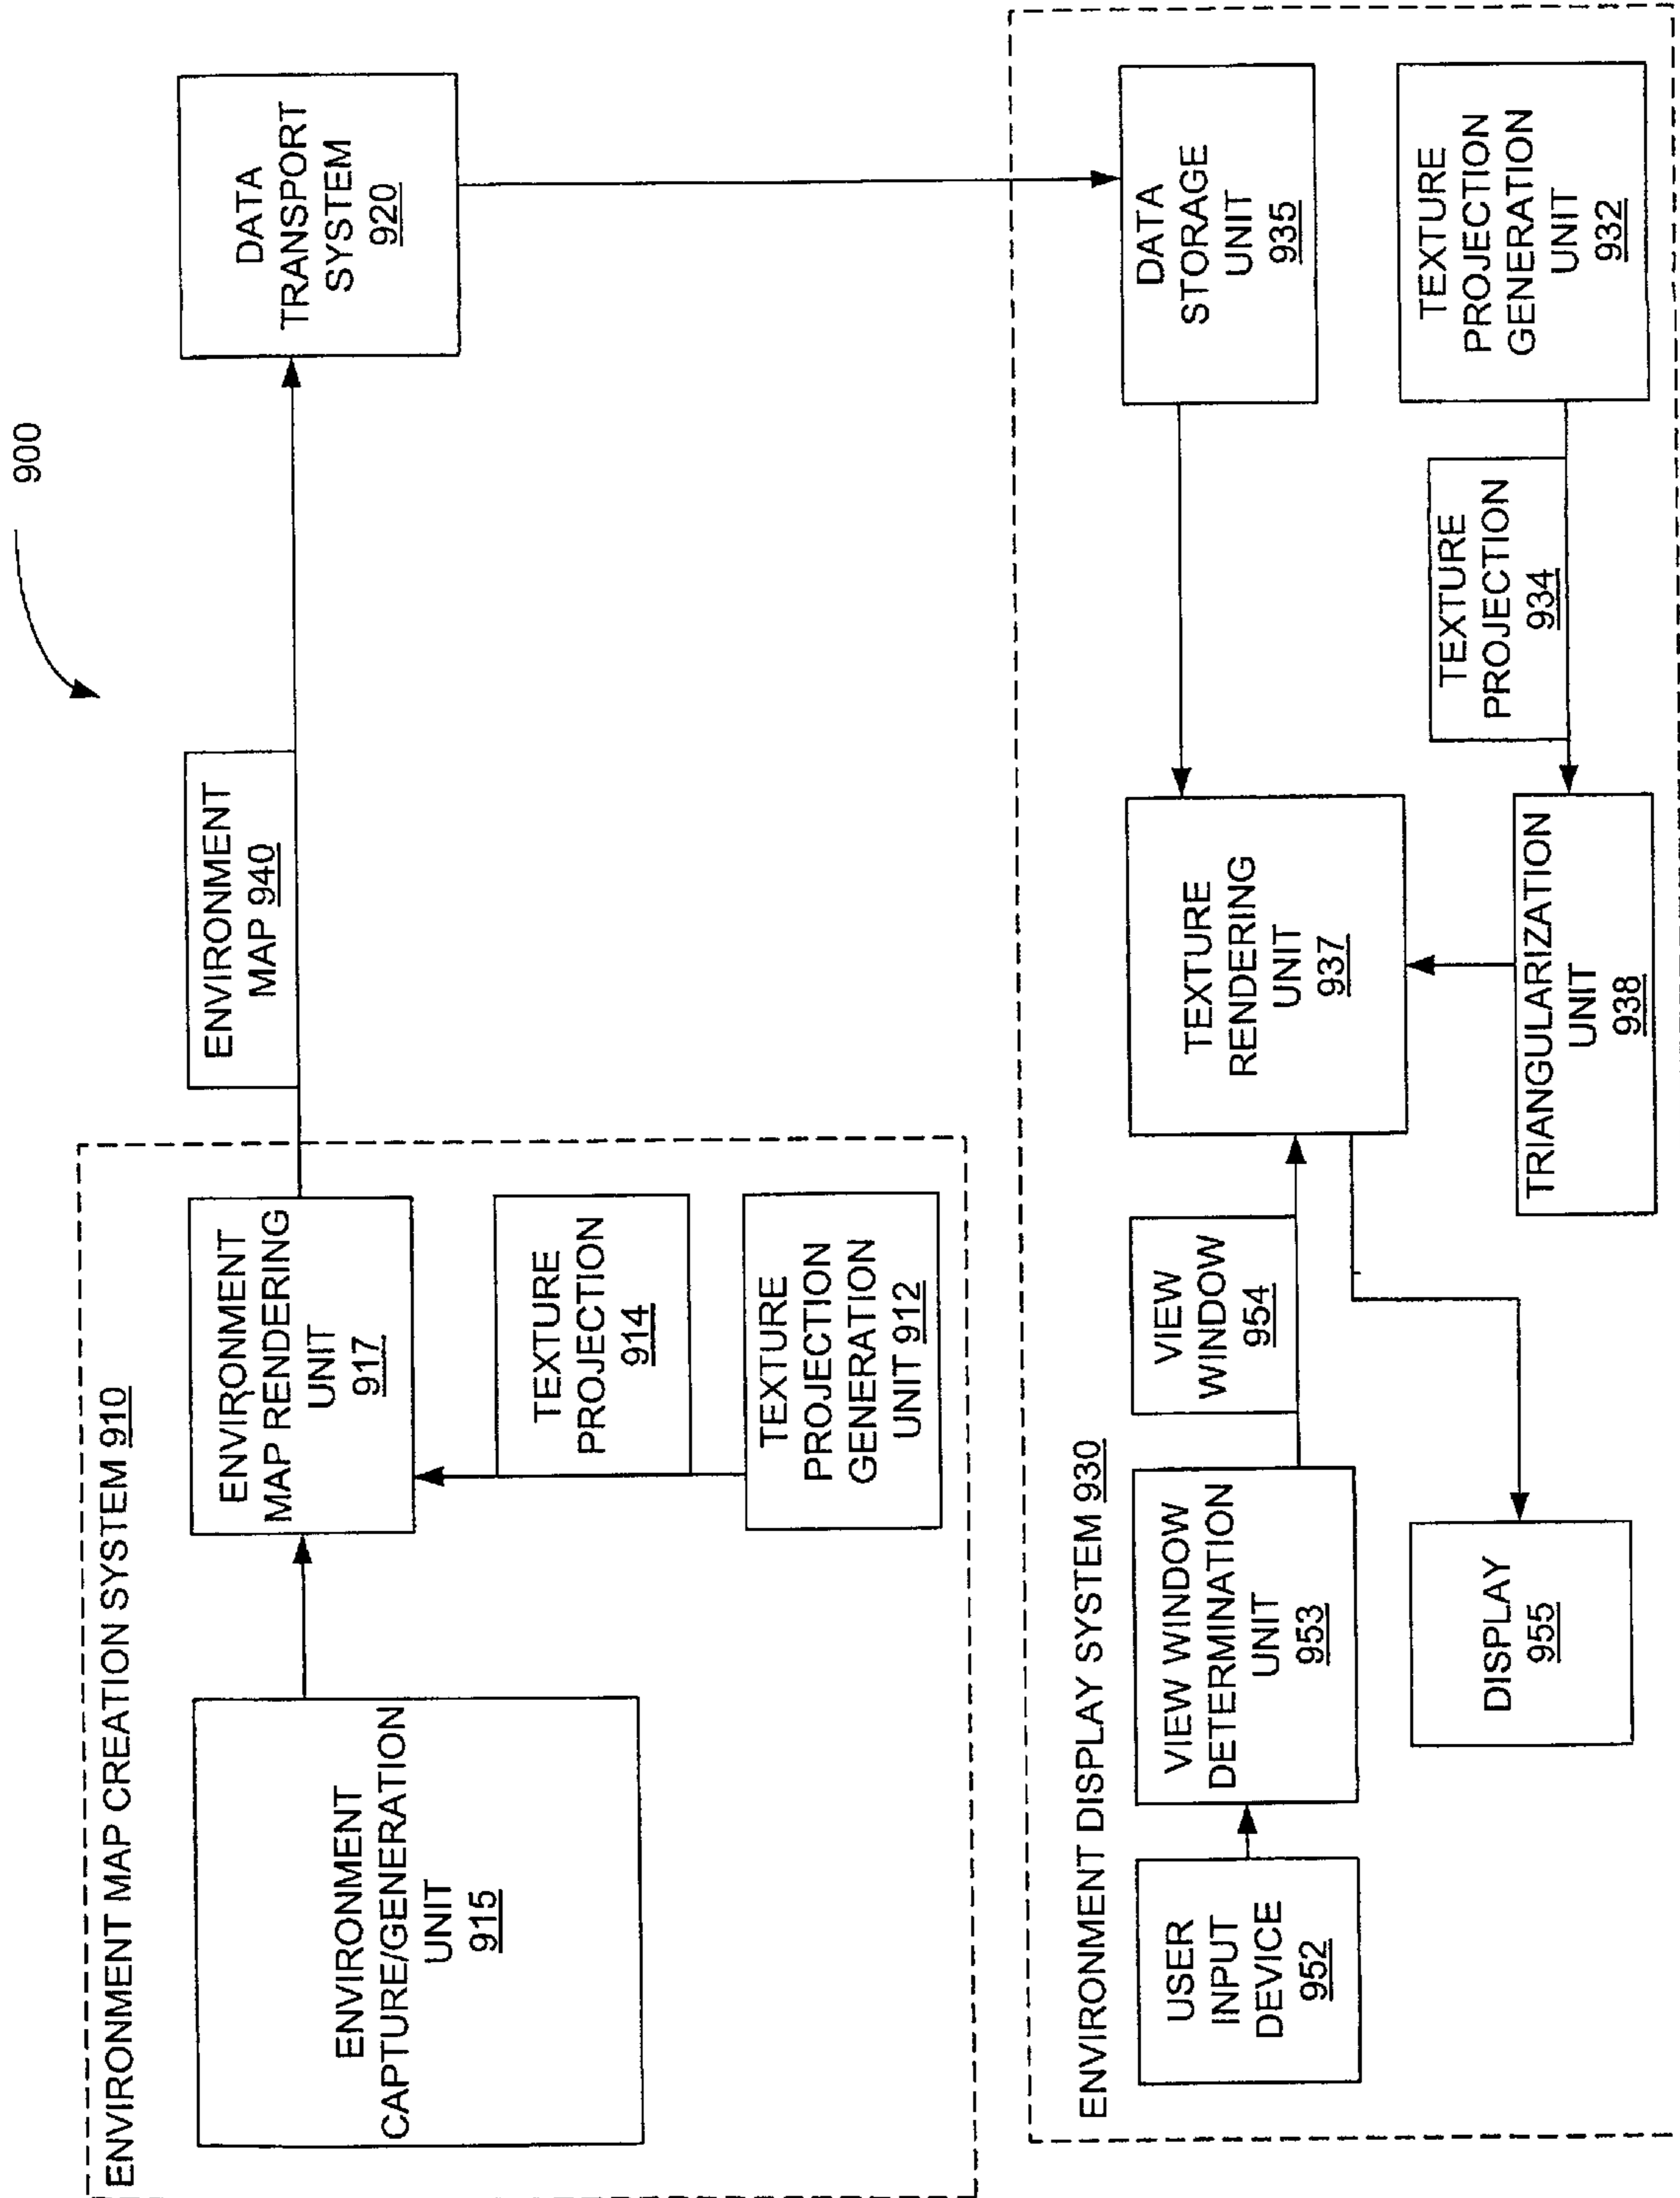 900
ENVIRONMENT MAP CREATION SYSTEM 910
ENVIRONMENT
CAPTURE/GENERATION
UNIT
915
ENVIRONMENT
MAP RENDERING
UNIT
917
TEXTURE
PROJECTION
914
TEXTURE
PROJECTION
GENERATION
UNIT 912
ENVIRONMENT
MAP 940
DATA
TRANSPORT
SYSTEM
920
ENVIRONMENT DISPLAY SYSTEM 930
USER
INPUT
DEVICE
952
VIEW WINDOW
DETERMINATION
UNIT
953
VIEW
WINDOW
954
TEXTURE
RENDERING
UNIT
937
DATA
STORAGE
UNIT
935
DISPLAY
955
TRIANGULARIZATION
UNIT
938
TEXTURE
PROJECTION
934
TEXTURE
PROJECTION
GENERATION
UNIT
932